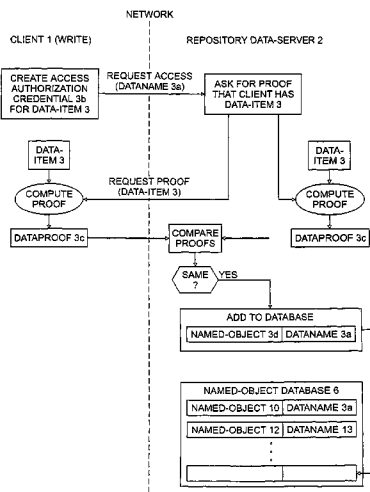 NETWORK
CLIENT 1 (WRITE)
REPOSITORY DATA-SERVER 2
CREATE ACCESS
AUTHORIZATION
CREDENTIAL 3b
FOR DATA-ITEM 3
REQUEST ACCESS
(DATANAME 3a)
ASK FOR PROOF
THAT CLIENT HAS
DATA-ITEM 3
DATA-
ITEM 3
REQUEST PROOF
(DATA-ITEM 3)
DATA-
ITEM 3
COMPUTE
PROOF
COMPUTE
PROOF
DATAPROOF 3c
COMPARE
PROOFS
DATAPROOF 3c
SAME
?
YES
ADD TO DATABASE
NAMED-OBJECT 3d DATANAME 3a
NAMED-OBJECT DATABASE 6
NAMED-OBJECT 10 DATANAME 3a
NAMED-OBJECT 12 DATANAME 13